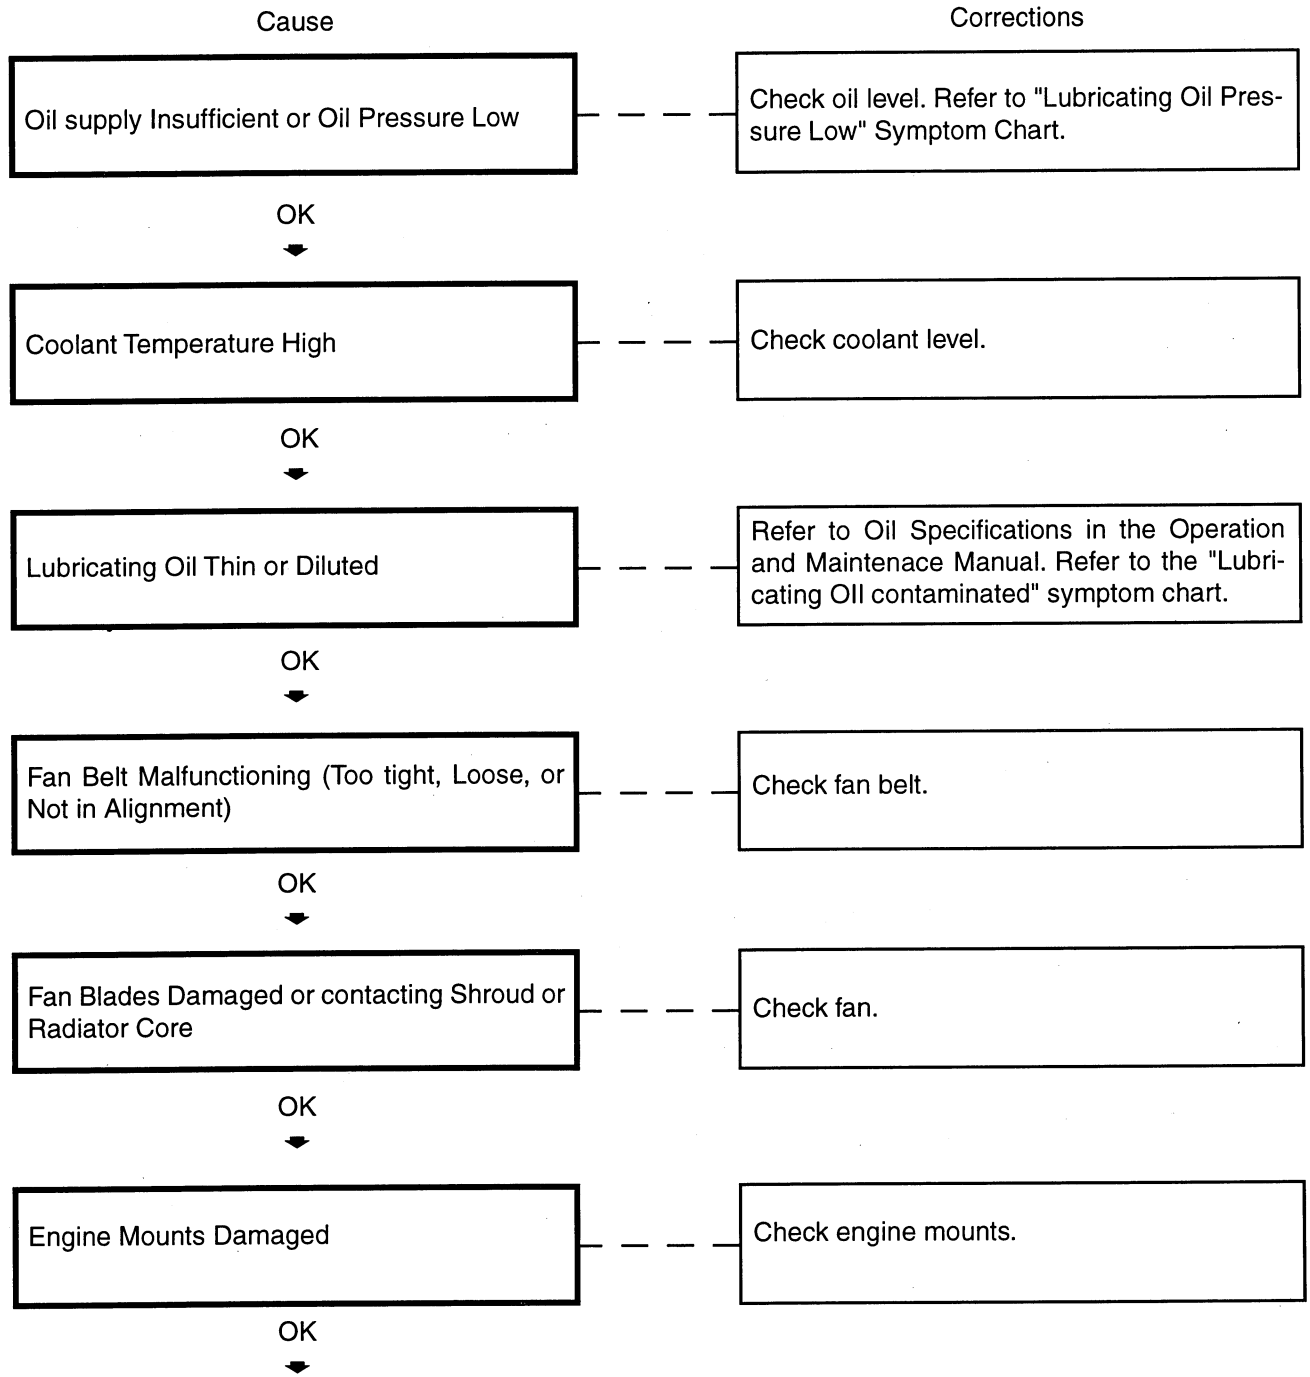 Cause
Corrections
Oil supply Insufficient or Oil Pressure Low
Check oil level. Refer to "Lubricating Oil Pres-
sure Low" Symptom Chart.
OK
Coolant Temperature High
Check coolant level.
OK
Lubricating Oil Thin or Diluted
Refer to Oil Specifications in the Operation
and Maintenace Manual. Refer to the "Lubri-
cating OIl contaminated" symptom chart.
OK
Fan Belt Malfunctioning (Too tight, Loose, or
Not in Alignment)
Check fan belt.
OK
Fan Blades Damaged or contacting Shroud or
Radiator Core
Check fan.
OK
Engine Mounts Damaged
Check engine mounts.
OK